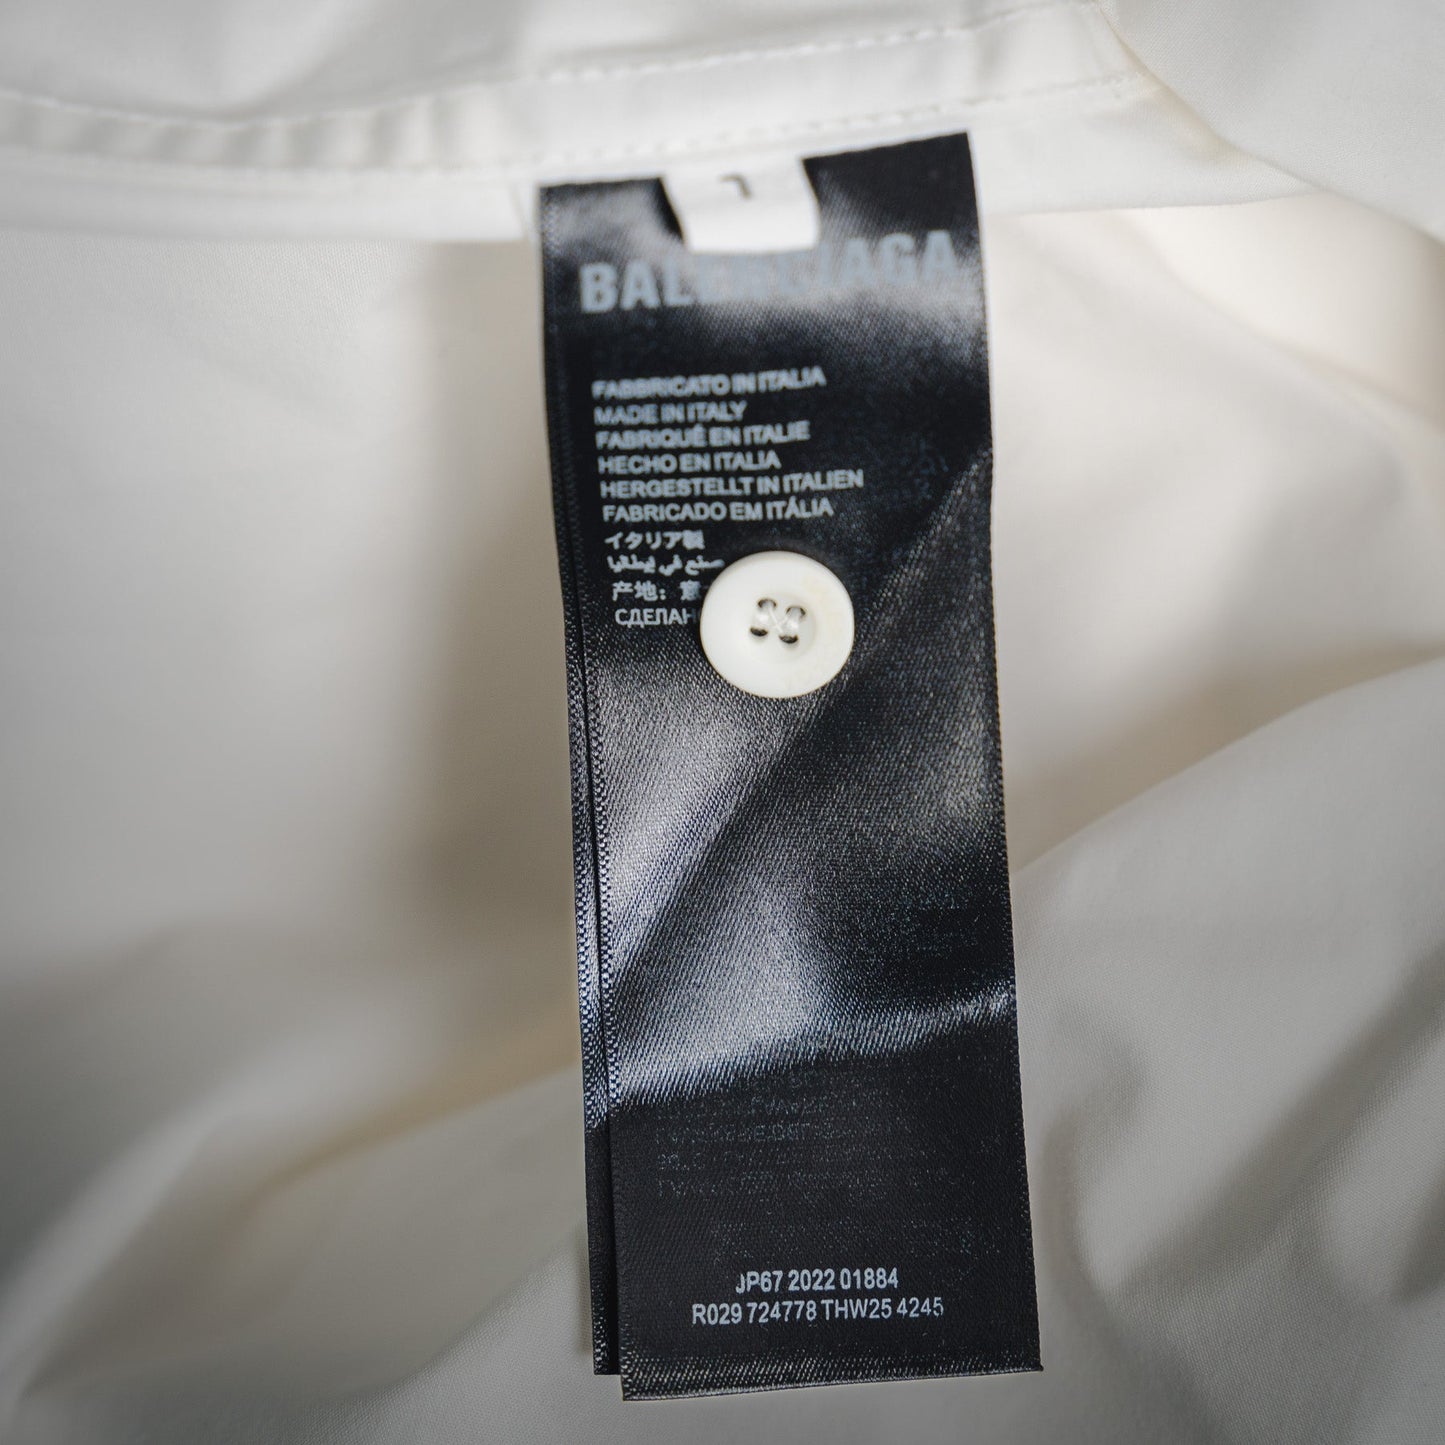 BALENCIAGA
FABBRICATO IN ITALIA
MADE IN ITALY
FABRIQUÉ EN ITALIE
HECHO EN ITALIA
HERGESTELLT IN ITALIEN
FABRICADO EM ITÁLIA
イタリア製
صنع في إيطاليا
产地：意
СДЕЛАН
JP67 2022 01884
R029 724778 THW25 4245